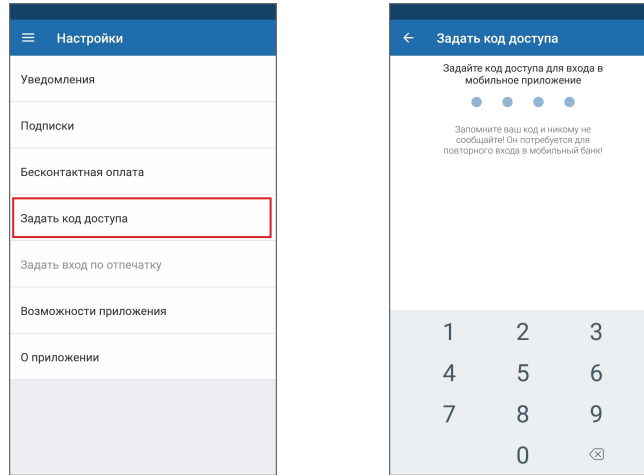 Настройки
Уведомления
Подписки
Бесконтактная оплата
Задать код доступа
Задать вход по отпечатку
Возможности приложения
О приложении
Задать код доступа
Задайте код доступа для входа в
мобильное приложение
Запомните ваш код и никому не
сообщайте! Он потребуется для
повторного входа в мобильный банк!
1 2 3
4 5 6
7 8 9
0